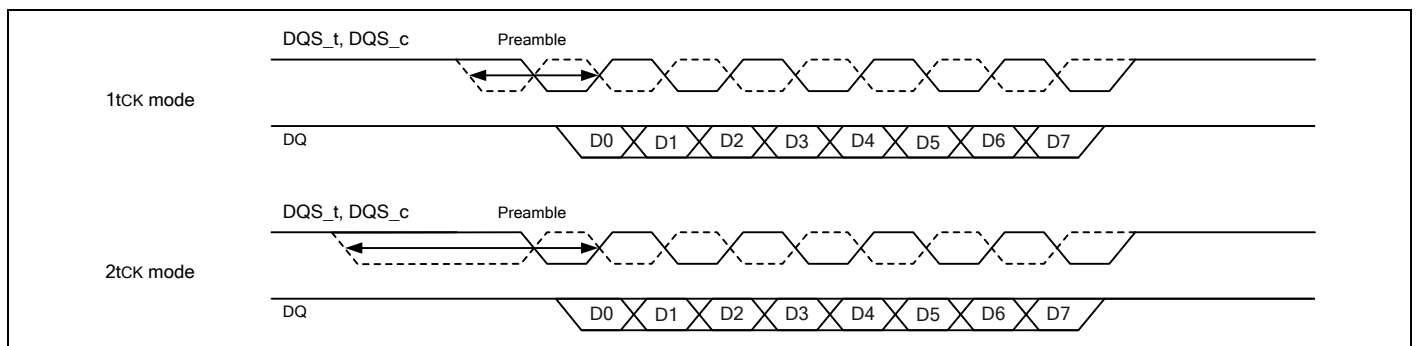 DQS_t, DQS_c Preamble
1tCK mode
DQ D0 D1 D2 D3 D4 D5 D6 D7
DQS_t, DQS_c Preamble
2tCK mode
DQ D0 D1 D2 D3 D4 D5 D6 D7